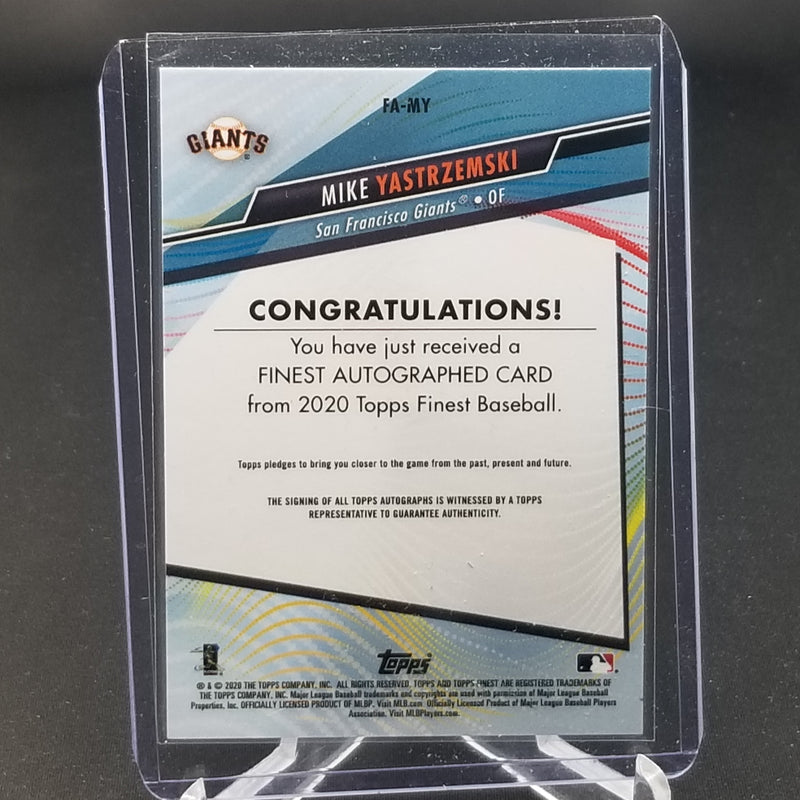 FA-MY
GIANTS
MIKE YASTRZEMSKI
San Francisco Giants® • OF
CONGRATULATIONS!
You have just received a
FINEST AUTOGRAPHED CARD
from 2020 Topps Finest Baseball.
Topps pledges to bring you closer to the game from the past, present and future.
THE SIGNING OF ALL TOPPS AUTOGRAPHS IS WITNESSED BY A TOPPS
REPRESENTATIVE TO GUARANTEE AUTHENTICITY.
Topps
® & © 2020 THE TOPPS COMPANY, INC. ALL RIGHTS RESERVED. TOPPS AND TOPPS FINEST ARE REGISTERED TRADEMARKS OF
THE TOPPS COMPANY, INC. Major League Baseball trademarks and copyrights are used with permission of Major League Baseball
Properties, Inc. OFFICIALLY LICENSED PRODUCT OF MLBP. Visit MLB.com Officially Licensed Product of Major League Baseball Players
Association. Visit MLBPlayers.com.